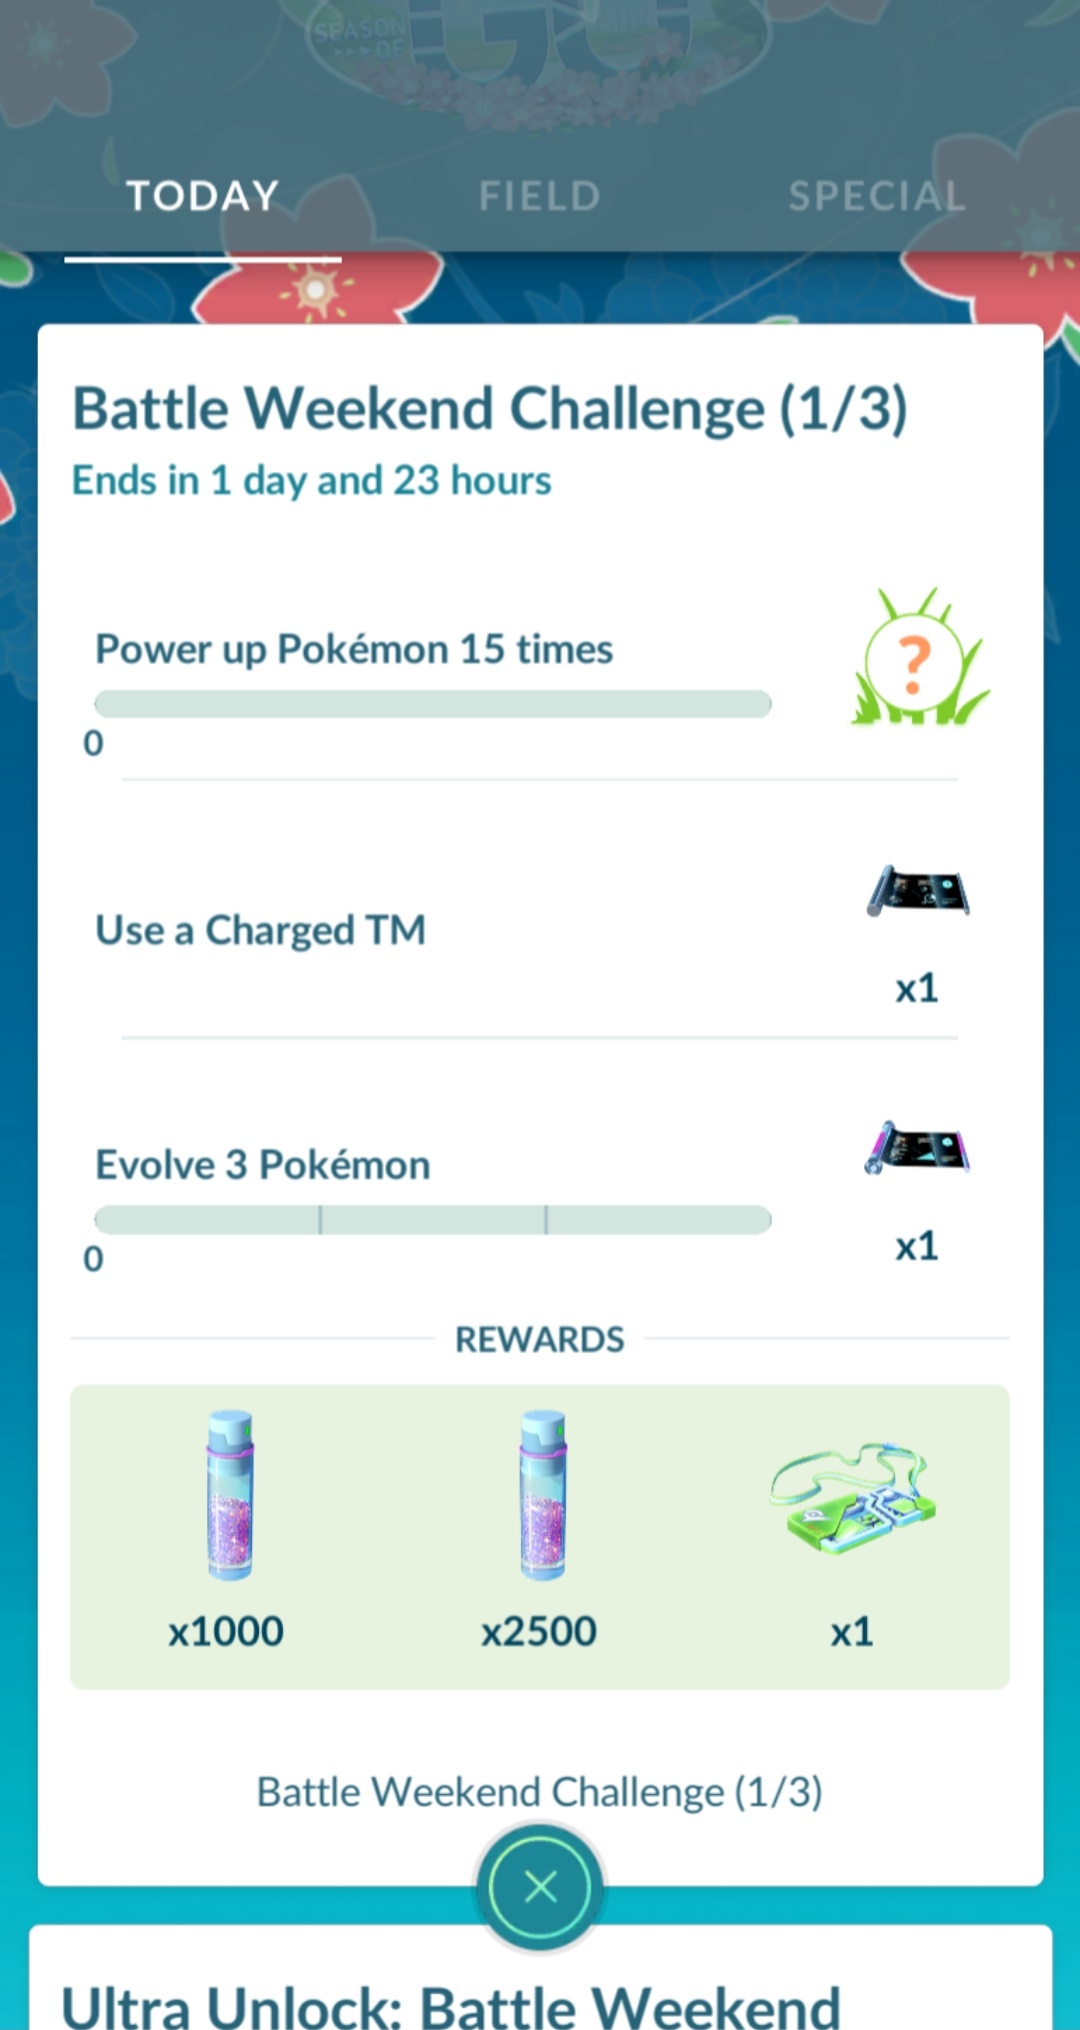 SEASON
OF
GO
TODAY
FIELD
SPECIAL
Battle Weekend Challenge (1/3)
Ends in 1 day and 23 hours
Power up Pokémon 15 times
?
0
Use a Charged TM
x1
Evolve 3 Pokémon
0
x1
REWARDS
x1000
x2500
x1
Battle Weekend Challenge (1/3)
Ultra Unlock: Battle Weekend